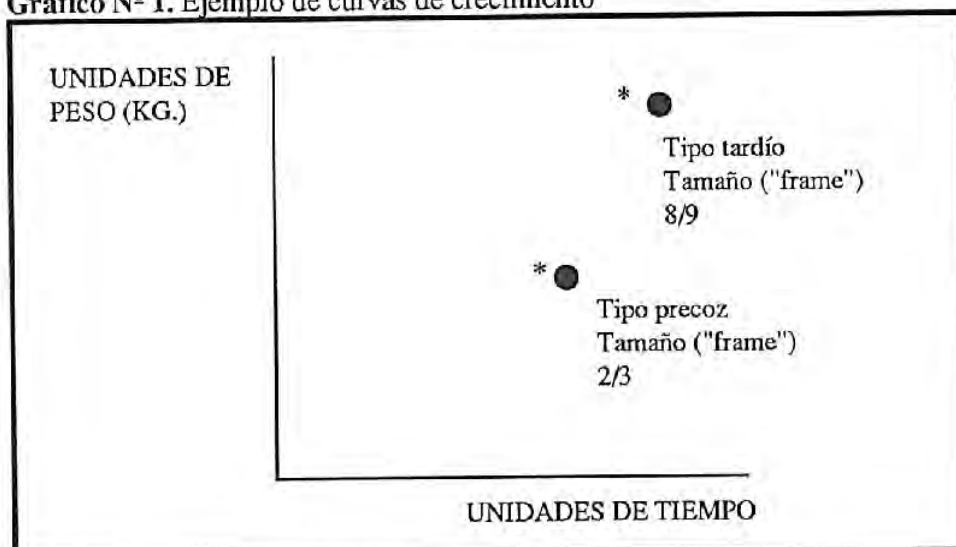 Gráfico Nº 1. Ejemplo de curvas de crecimiento
UNIDADES DE
PESO (KG.)
*
Tipo tardío
Tamaño ("frame")
8/9
*
Tipo precoz
Tamaño ("frame")
2/3
UNIDADES DE TIEMPO